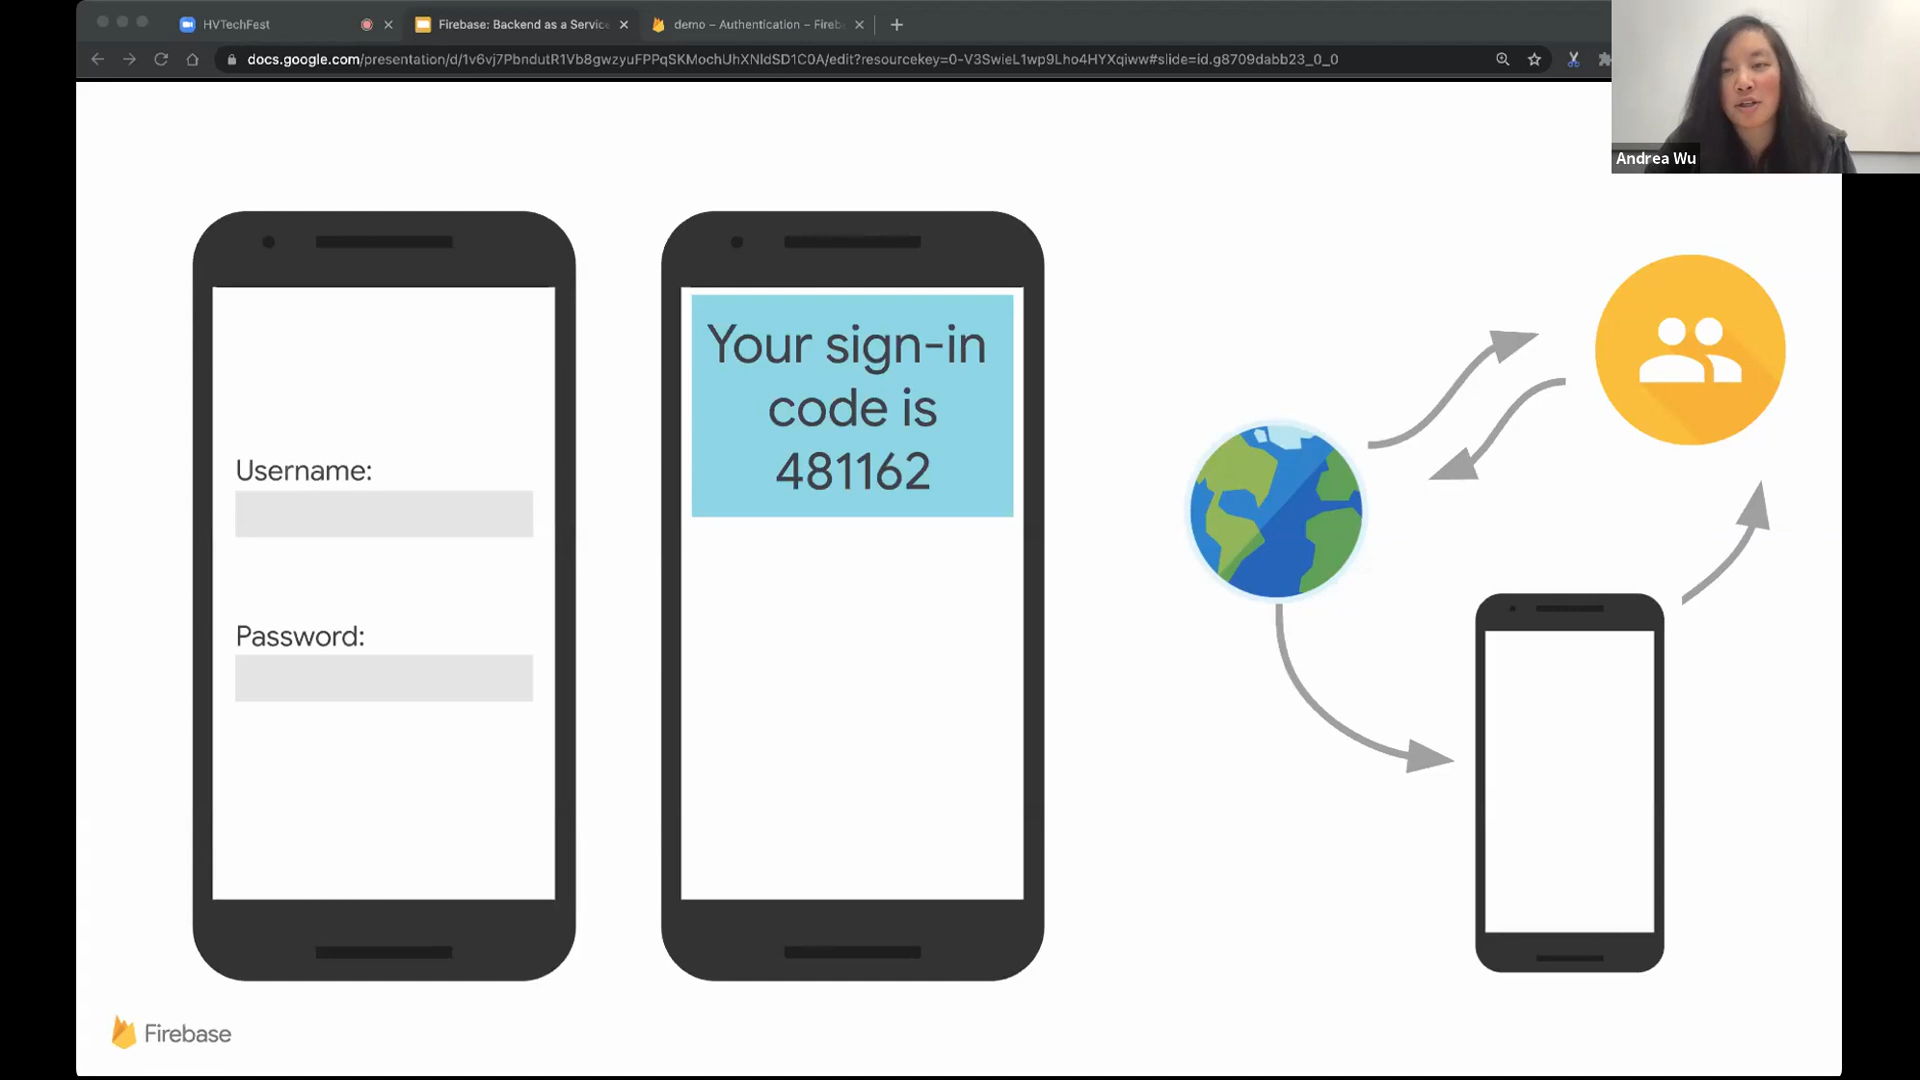 HVTechFest
Firebase: Backend as a Service
demo – Authentication – Fireb
docs.google.com/presentation/d/1v6vj7PbndutR1Vb8gwzyuFPPqSKMochUhXNldSD1C0A/edit?resourcekey=0-V3SwieL1wp9Lho4HYXqiww#slide=id.g8709dabb23_0_0
Andrea Wu
Username:
Password:
Your sign-in
code is
481162
Firebase